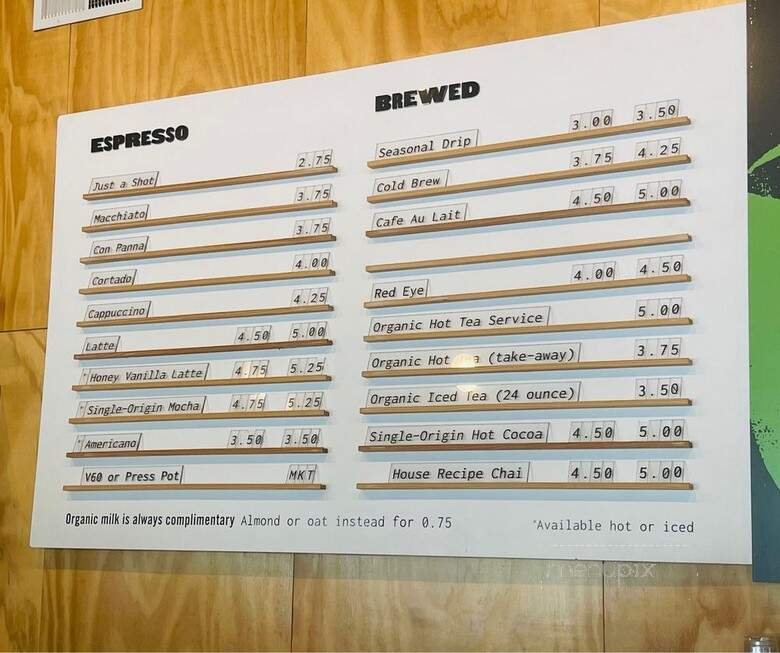 ESPRESSO
Just a Shot 2.75
Macchiato 3.75
Con Panna 3.75
Cortado 4.00
Cappuccino 4.25
Latte 4.50 5.00
*Honey Vanilla Latte 4.75 5.25
*Single-Origin Mocha 4.75 5.25
*Americano 3.50 3.50
V60 or Press Pot MKT
BREWED
Seasonal Drip 3.00 3.50
Cold Brew 3.75 4.25
Cafe Au Lait 4.50 5.00
Red Eye 4.00 4.50
Organic Hot Tea Service 5.00
Organic Hot (take-away) 3.75
Organic Iced Tea (24 ounce) 3.50
Single-Origin Hot Cocoa 4.50 5.00
House Recipe Chai 4.50 5.00
Organic milk is always complimentary Almond or oat instead for 0.75
*Available hot or iced
menupix